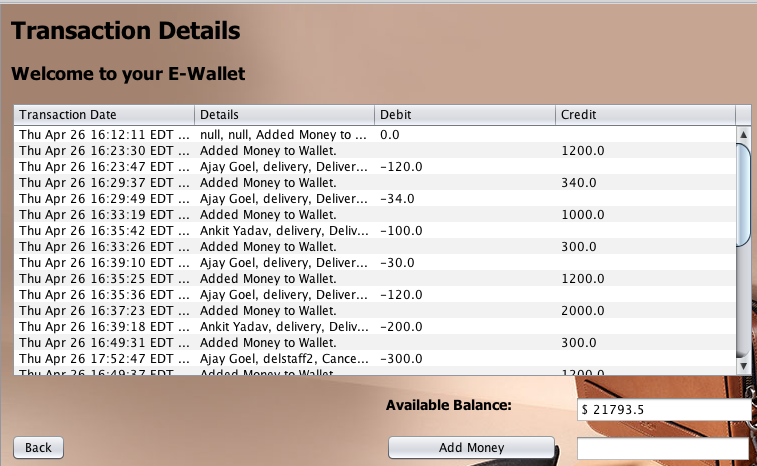 Transaction Details
Welcome to your E-Wallet
Transaction Date Details Debit Credit
Thu Apr 26 16:12:11 EDT ... null, null, Added Money to ... 0.0
Thu Apr 26 16:23:30 EDT ... Added Money to Wallet. 1200.0
Thu Apr 26 16:23:47 EDT ... Ajay Goel, delivery, Deliver... -120.0
Thu Apr 26 16:29:37 EDT ... Added Money to Wallet. 340.0
Thu Apr 26 16:29:49 EDT ... Ajay Goel, delivery, Deliver... -34.0
Thu Apr 26 16:33:19 EDT ... Added Money to Wallet. 1000.0
Thu Apr 26 16:35:42 EDT ... Ankit Yadav, delivery, Deliv... -100.0
Thu Apr 26 16:33:26 EDT ... Added Money to Wallet. 300.0
Thu Apr 26 16:39:10 EDT ... Ajay Goel, delivery, Deliver... -30.0
Thu Apr 26 16:35:25 EDT ... Added Money to Wallet. 1200.0
Thu Apr 26 16:35:36 EDT ... Ajay Goel, delivery, Deliver... -120.0
Thu Apr 26 16:37:23 EDT ... Added Money to Wallet. 2000.0
Thu Apr 26 16:39:18 EDT ... Ankit Yadav, delivery, Deliv... -200.0
Thu Apr 26 16:49:31 EDT ... Added Money to Wallet. 300.0
Thu Apr 26 17:52:47 EDT ... Ajay Goel, delstaff2, Cance... -300.0
Thu Apr 26 16:49:37 EDT ... Added Money to Wallet. 1200.0
Available Balance: $ 21793.5
Back Add Money